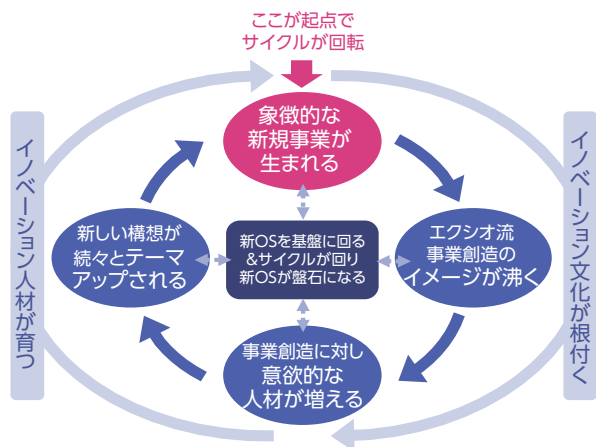 ここが起点で
サイクルが回転
象徴的な
新規事業が
生まれる
エクシオ流
事業創造の
イメージが沸く
事業創造に対し
意欲的な
人材が増える
新しい構想が
続々とテーマ
アップされる
新OSを基盤に回る
&サイクルが回り
新OSが盤石になる
イノベーション人材が育つ
イノベーション文化が根付く